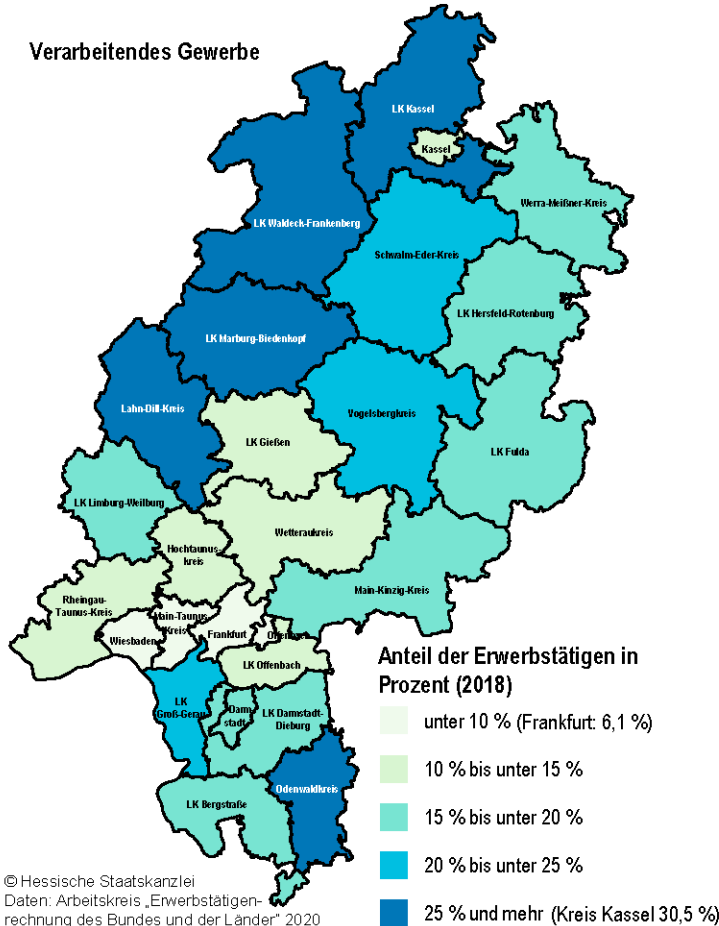 Verarbeitendes Gewerbe
LK Kassel
Kassel
Werra-Meißner-Kreis
LK Waldeck-Frankenberg
Schwalm-Eder-Kreis
LK Hersfeld-Rotenburg
LK Marburg-Biedenkopf
Lahn-Dill-Kreis
Vogelsbergkreis
LK Gießen
LK Fulda
LK Limburg-Weilburg
Wetteraukreis
Hochtaunus-
kreis
Main-Kinzig-Kreis
Rheingau-
Taunus-Kreis
Main-Taunus-
Kreis
Wiesbaden
Frankfurt
Offenbach
LK Offenbach
LK
Groß-Gerau
Darm-
stadt
LK Darmstadt-
Dieburg
Odenwaldkreis
LK Bergstraße
Anteil der Erwerbstätigen in
Prozent (2018)
unter 10 % (Frankfurt: 6,1 %)
10 % bis unter 15 %
15 % bis unter 20 %
20 % bis unter 25 %
25 % und mehr (Kreis Kassel 30,5 %)
© Hessische Staatskanzlei
Daten: Arbeitskreis „Erwerbstätigen-
rechnung des Bundes und der Länder" 2020